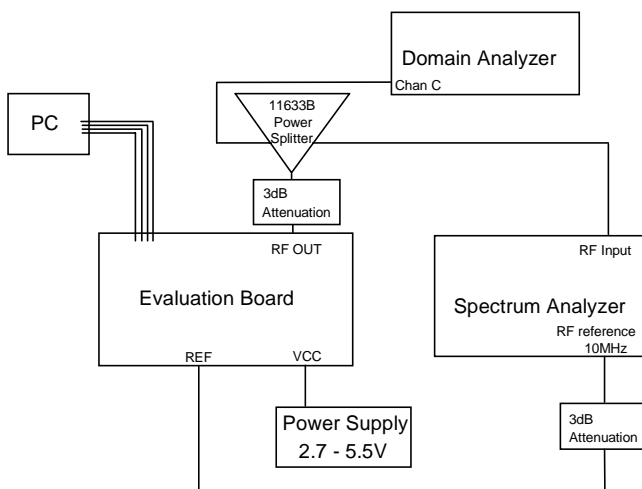 Domain Analyzer
Chan C
11633B
Power
Splitter
PC
3dB
Attenuation
RF OUT
Evaluation Board
REF
VCC
RF Input
Spectrum Analyzer
RF reference
10MHz
Power Supply
2.7 - 5.5V
3dB
Attenuation